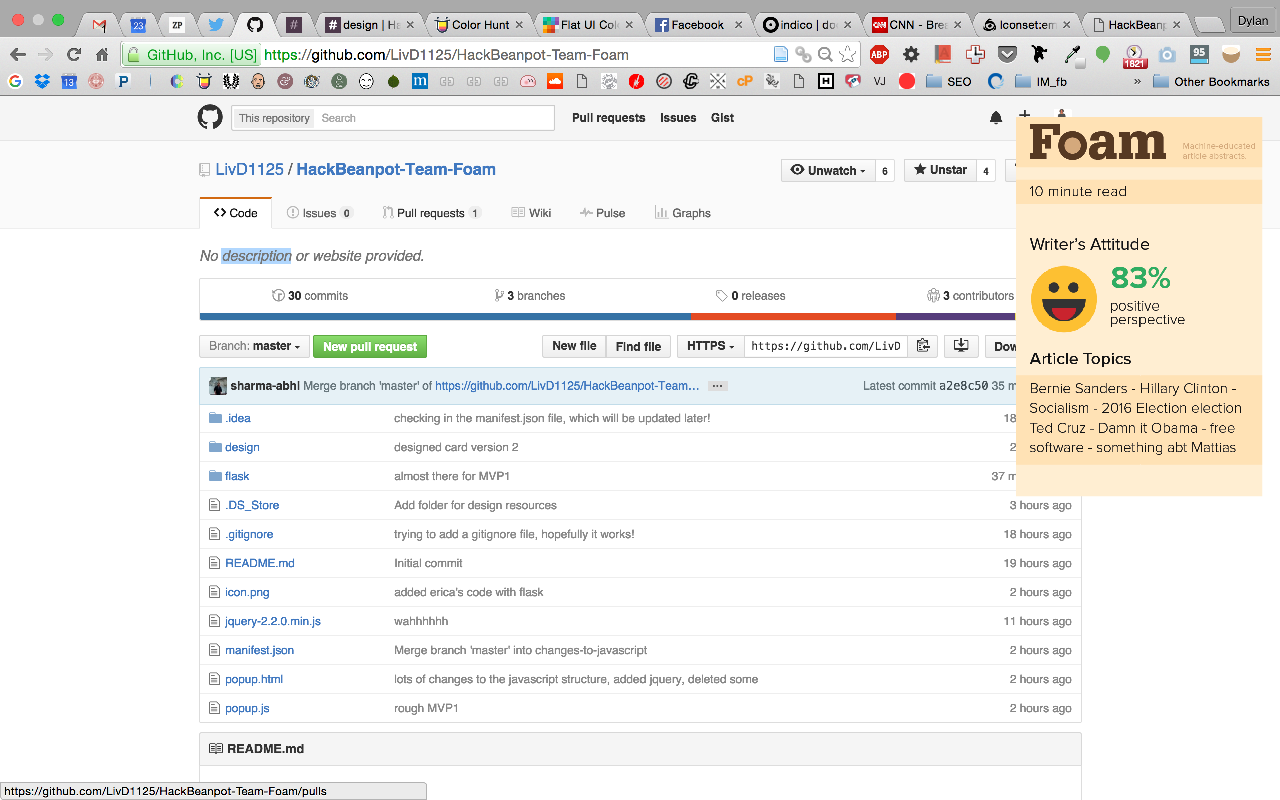 23
ZP
#
# design | Ha
Color Hunt
Flat UI Colo
Facebook
indico | doc
CNN - Brea
Iconset:em
HackBeanp
Dylan
GitHub, Inc. [US]
https://github.com/LivD1125/HackBeanpot-Team-Foam
ABP
1821
95
G
13
P
m
cP
H
VJ
SEO
IM_fb
»
Other Bookmarks
This repository
Search
Pull requests
Issues
Gist
LivD1125 / HackBeanpot-Team-Foam
Unwatch
6
Unstar
4
<> Code
Issues 0
Pull requests 1
Wiki
Pulse
Graphs
No description or website provided.
30 commits
3 branches
0 releases
3 contributors
Branch: master
New pull request
New file
Find file
HTTPS
https://github.com/LivD
Dow
sharma-abhi Merge branch 'master' of https://github.com/LivD1125/HackBeanpot-Team… …
Latest commit a2e8c50 35 m
.idea checking in the manifest.json file, which will be updated later! 18
design designed card version 2 2
flask almost there for MVP1 37 m
.DS_Store Add folder for design resources 3 hours ago
.gitignore trying to add a gitignore file, hopefully it works! 18 hours ago
README.md Initial commit 19 hours ago
icon.png added erica's code with flask 2 hours ago
jquery-2.2.0.min.js wahhhhhh 11 hours ago
manifest.json Merge branch 'master' into changes-to-javascript 2 hours ago
popup.html lots of changes to the javascript structure, added jquery, deleted some 2 hours ago
popup.js rough MVP1 2 hours ago
README.md
https://github.com/LivD1125/HackBeanpot-Team-Foam/pulls
Foam
Machine-educated
article abstracts.
10 minute read
Writer's Attitude
83%
positive
perspective
Article Topics
Bernie Sanders - Hillary Clinton -
Socialism - 2016 Election election
Ted Cruz - Damn it Obama - free
software - something abt Mattias